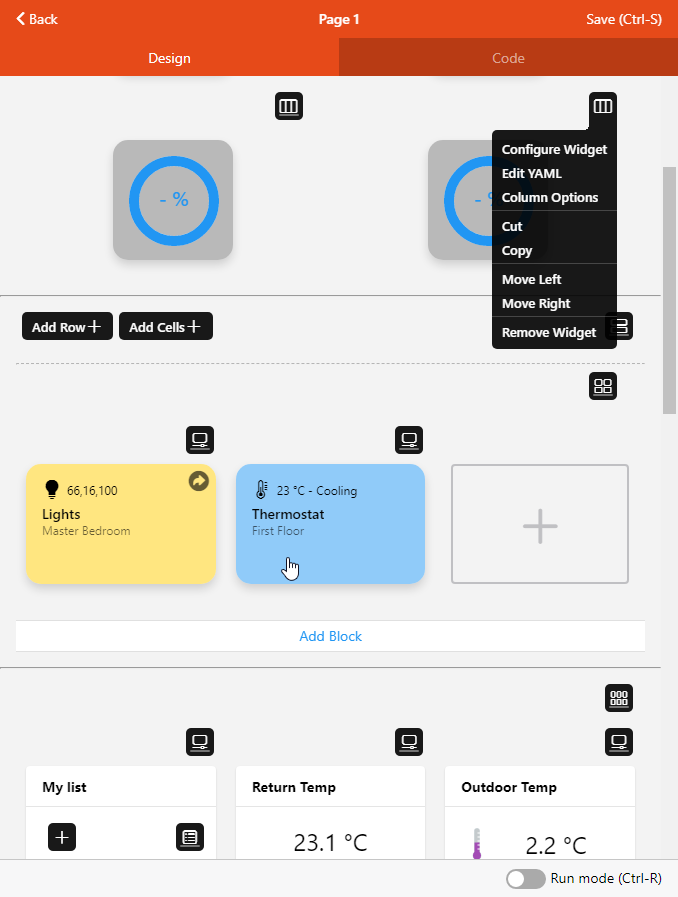 Back
Page 1
Save (Ctrl-S)
Design
Code
- %
- %
Configure Widget
Edit YAML
Column Options
Cut
Copy
Move Left
Move Right
Remove Widget
Add Row
Add Cells
66,16,100
Lights
Master Bedroom
23 °C - Cooling
Thermostat
First Floor
Add Block
My list
Return Temp
23.1 °C
Outdoor Temp
2.2 °C
Run mode (Ctrl-R)